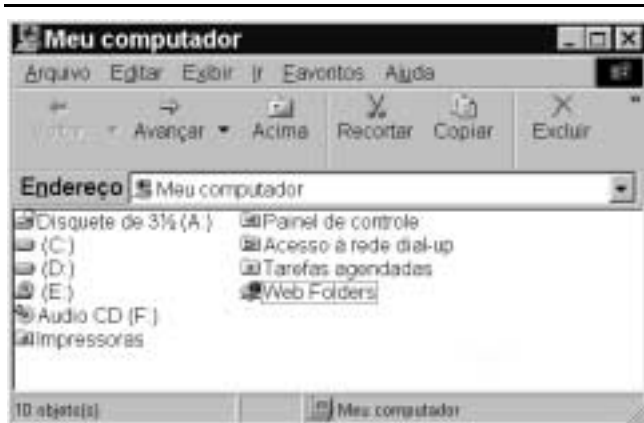 Meu computador
Arquivo Editar Exibir Ir Favoritos Ajuda
Voltar Avançar Acima Recortar Copiar Excluir »
Endereço Meu computador
Disquete de 3½ (A:) Painel de controle
(C:) Acesso à rede dial-up
(D:) Tarefas agendadas
(E:) Web Folders
Audio CD (F:)
Impressoras
10 objeto(s) Meu computador